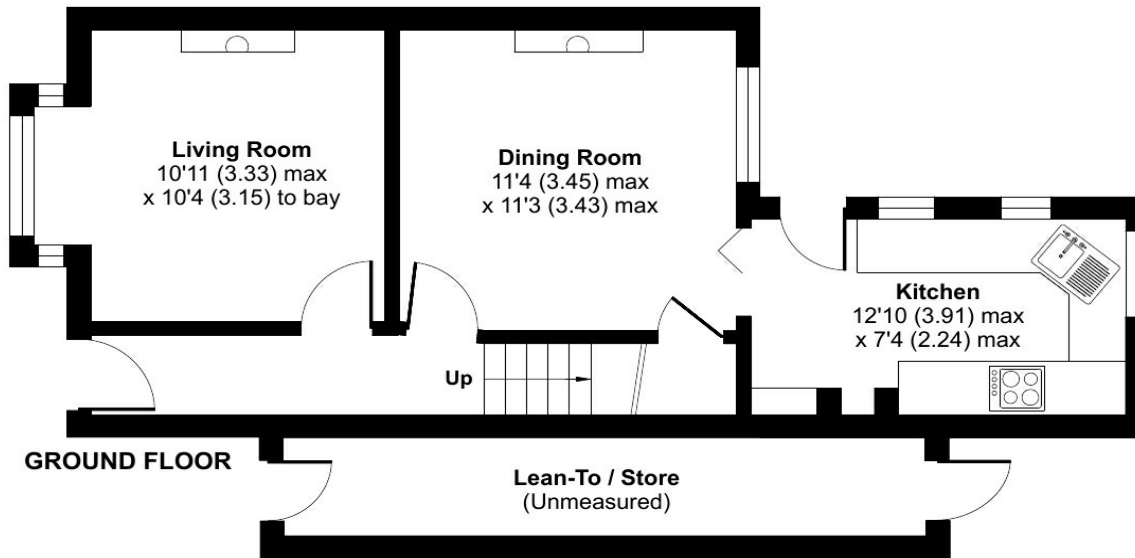 Living Room
10'11 (3.33) max
x 10'4 (3.15) to bay
Dining Room
11'4 (3.45) max
x 11'3 (3.43) max
Kitchen
12'10 (3.91) max
x 7'4 (2.24) max
Up
GROUND FLOOR
Lean-To / Store
(Unmeasured)